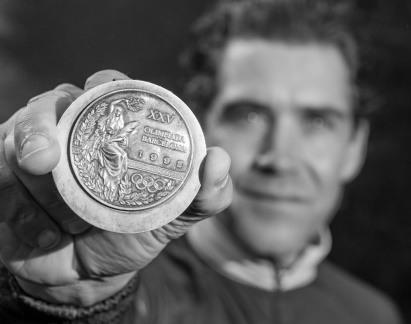 XXV
OLIMPIADA
BARCELONA
1992